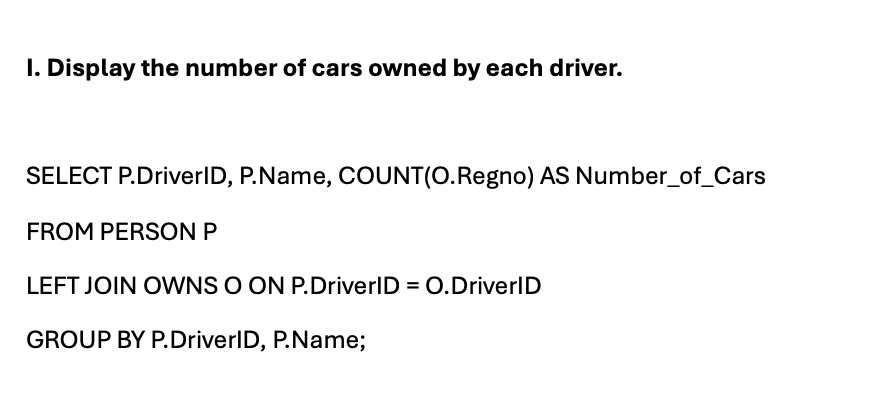 I. Display the number of cars owned by each driver.
SELECT P.DriverID, P.Name, COUNT(O.Regno) AS Number_of_Cars
FROM PERSON P
LEFT JOIN OWNS O ON P.DriverID = O.DriverID
GROUP BY P.DriverID, P.Name;